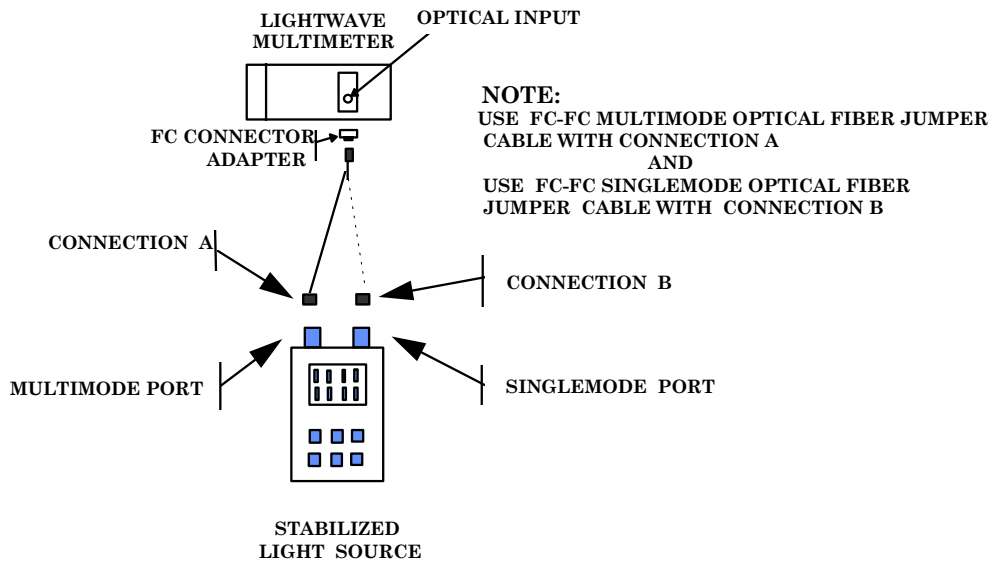 LIGHTWAVE
MULTIMETER
OPTICAL INPUT
NOTE:
USE FC-FC MULTIMODE OPTICAL FIBER JUMPER
CABLE WITH CONNECTION A
AND
USE FC-FC SINGLEMODE OPTICAL FIBER
JUMPER CABLE WITH CONNECTION B
FC CONNECTOR
ADAPTER
CONNECTION A
CONNECTION B
MULTIMODE PORT
SINGLEMODE PORT
STABILIZED
LIGHT SOURCE